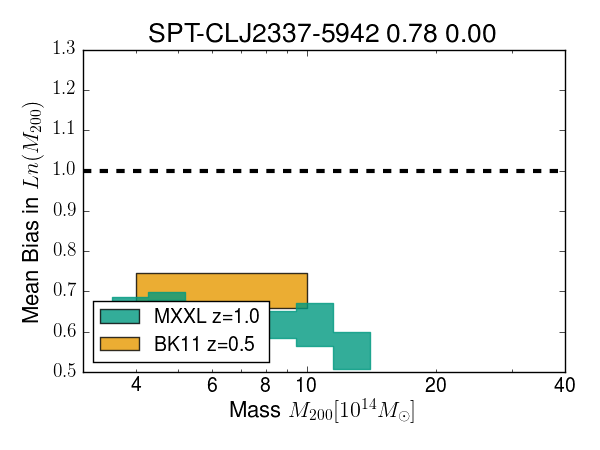 SPT-CLJ2337-5942 0.78 0.00
1.3
1.2
1.1
1.0
0.9
0.8
0.7
0.6
0.5
Mean Bias in Ln(M200)
MXXL z=1.0
BK11 z=0.5
4 6 8 10 20 40
Mass M200[10^14 M⊙]